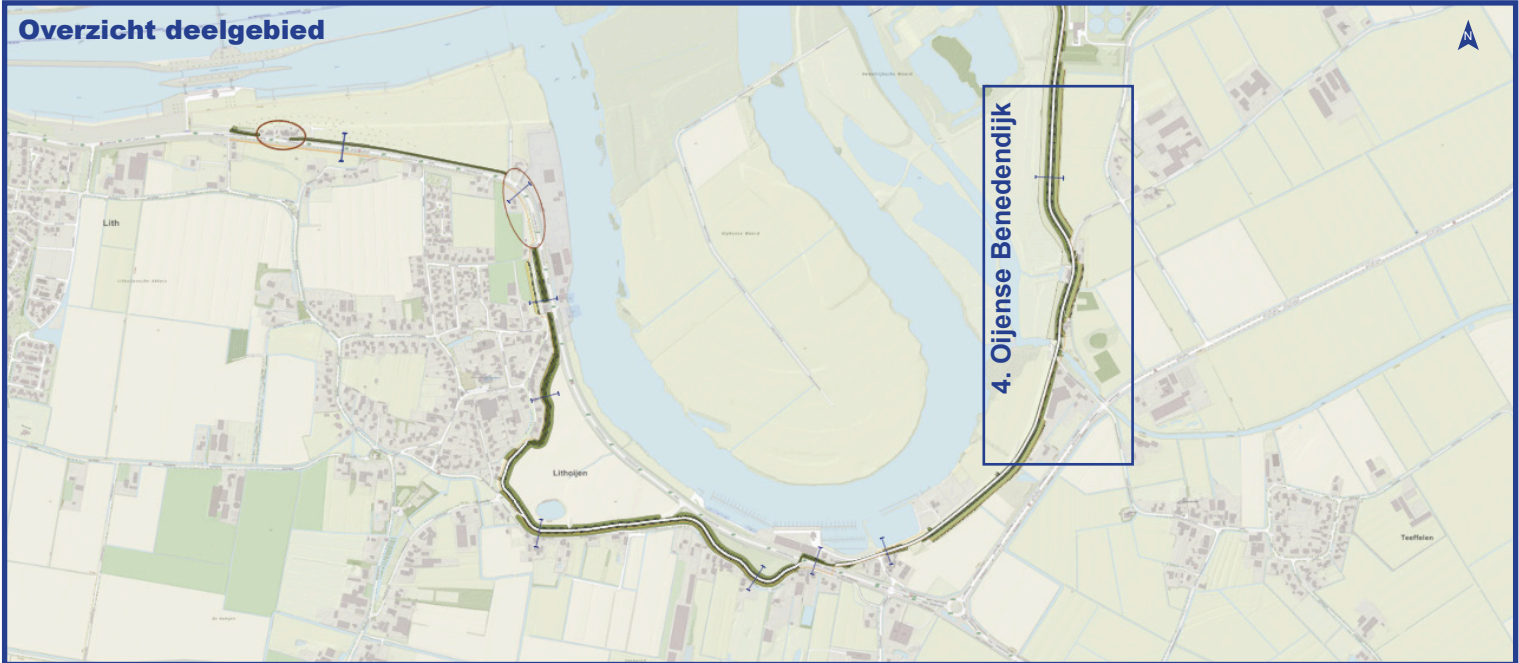 Overzicht deelgebied
N
4. Oijense Benedendijk
Lith
Lithoijen
Teeffelen